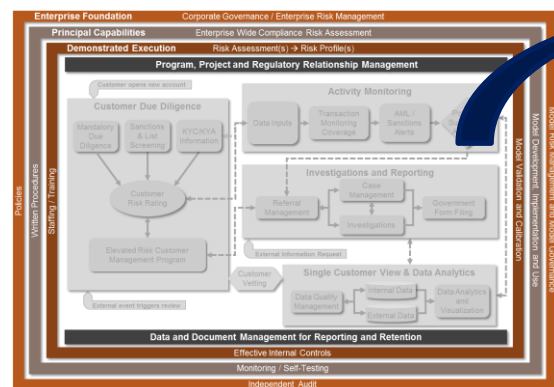 Enterprise Foundation
Corporate Governance / Enterprise Risk Management
Principal Capabilities
Enterprise Wide Compliance Risk Assessment
Demonstrated Execution
Risk Assessment(s) → Risk Profile(s)
Program, Project and Regulatory Relationship Management
Customer opens new account
Customer Due Diligence
Mandatory
Due
Diligence
Sanctions
& List
Screening
KYC/KYA
Information
Customer
Risk Rating
Elevated Risk Customer
Management Program
External event triggers review
Activity Monitoring
Data Inputs
Transaction
Monitoring
Coverage
AML /
Sanctions
Alerts
Investigations and Reporting
Referral
Management
Case
Management
Investigations
Government
Form Filing
External Information Request
Customer
Vetting
Single Customer View & Data Analytics
Data Quality
Management
Internal Data
External Data
Data Analytics
and
Visualization
Data and Document Management for Reporting and Retention
Effective Internal Controls
Monitoring / Self-Testing
Independent Audit
Policies
Written Procedures
Staffing / Training
Model Validation and Calibration
Model Development, Implementation and Use
Model Risk Management and Model Governance